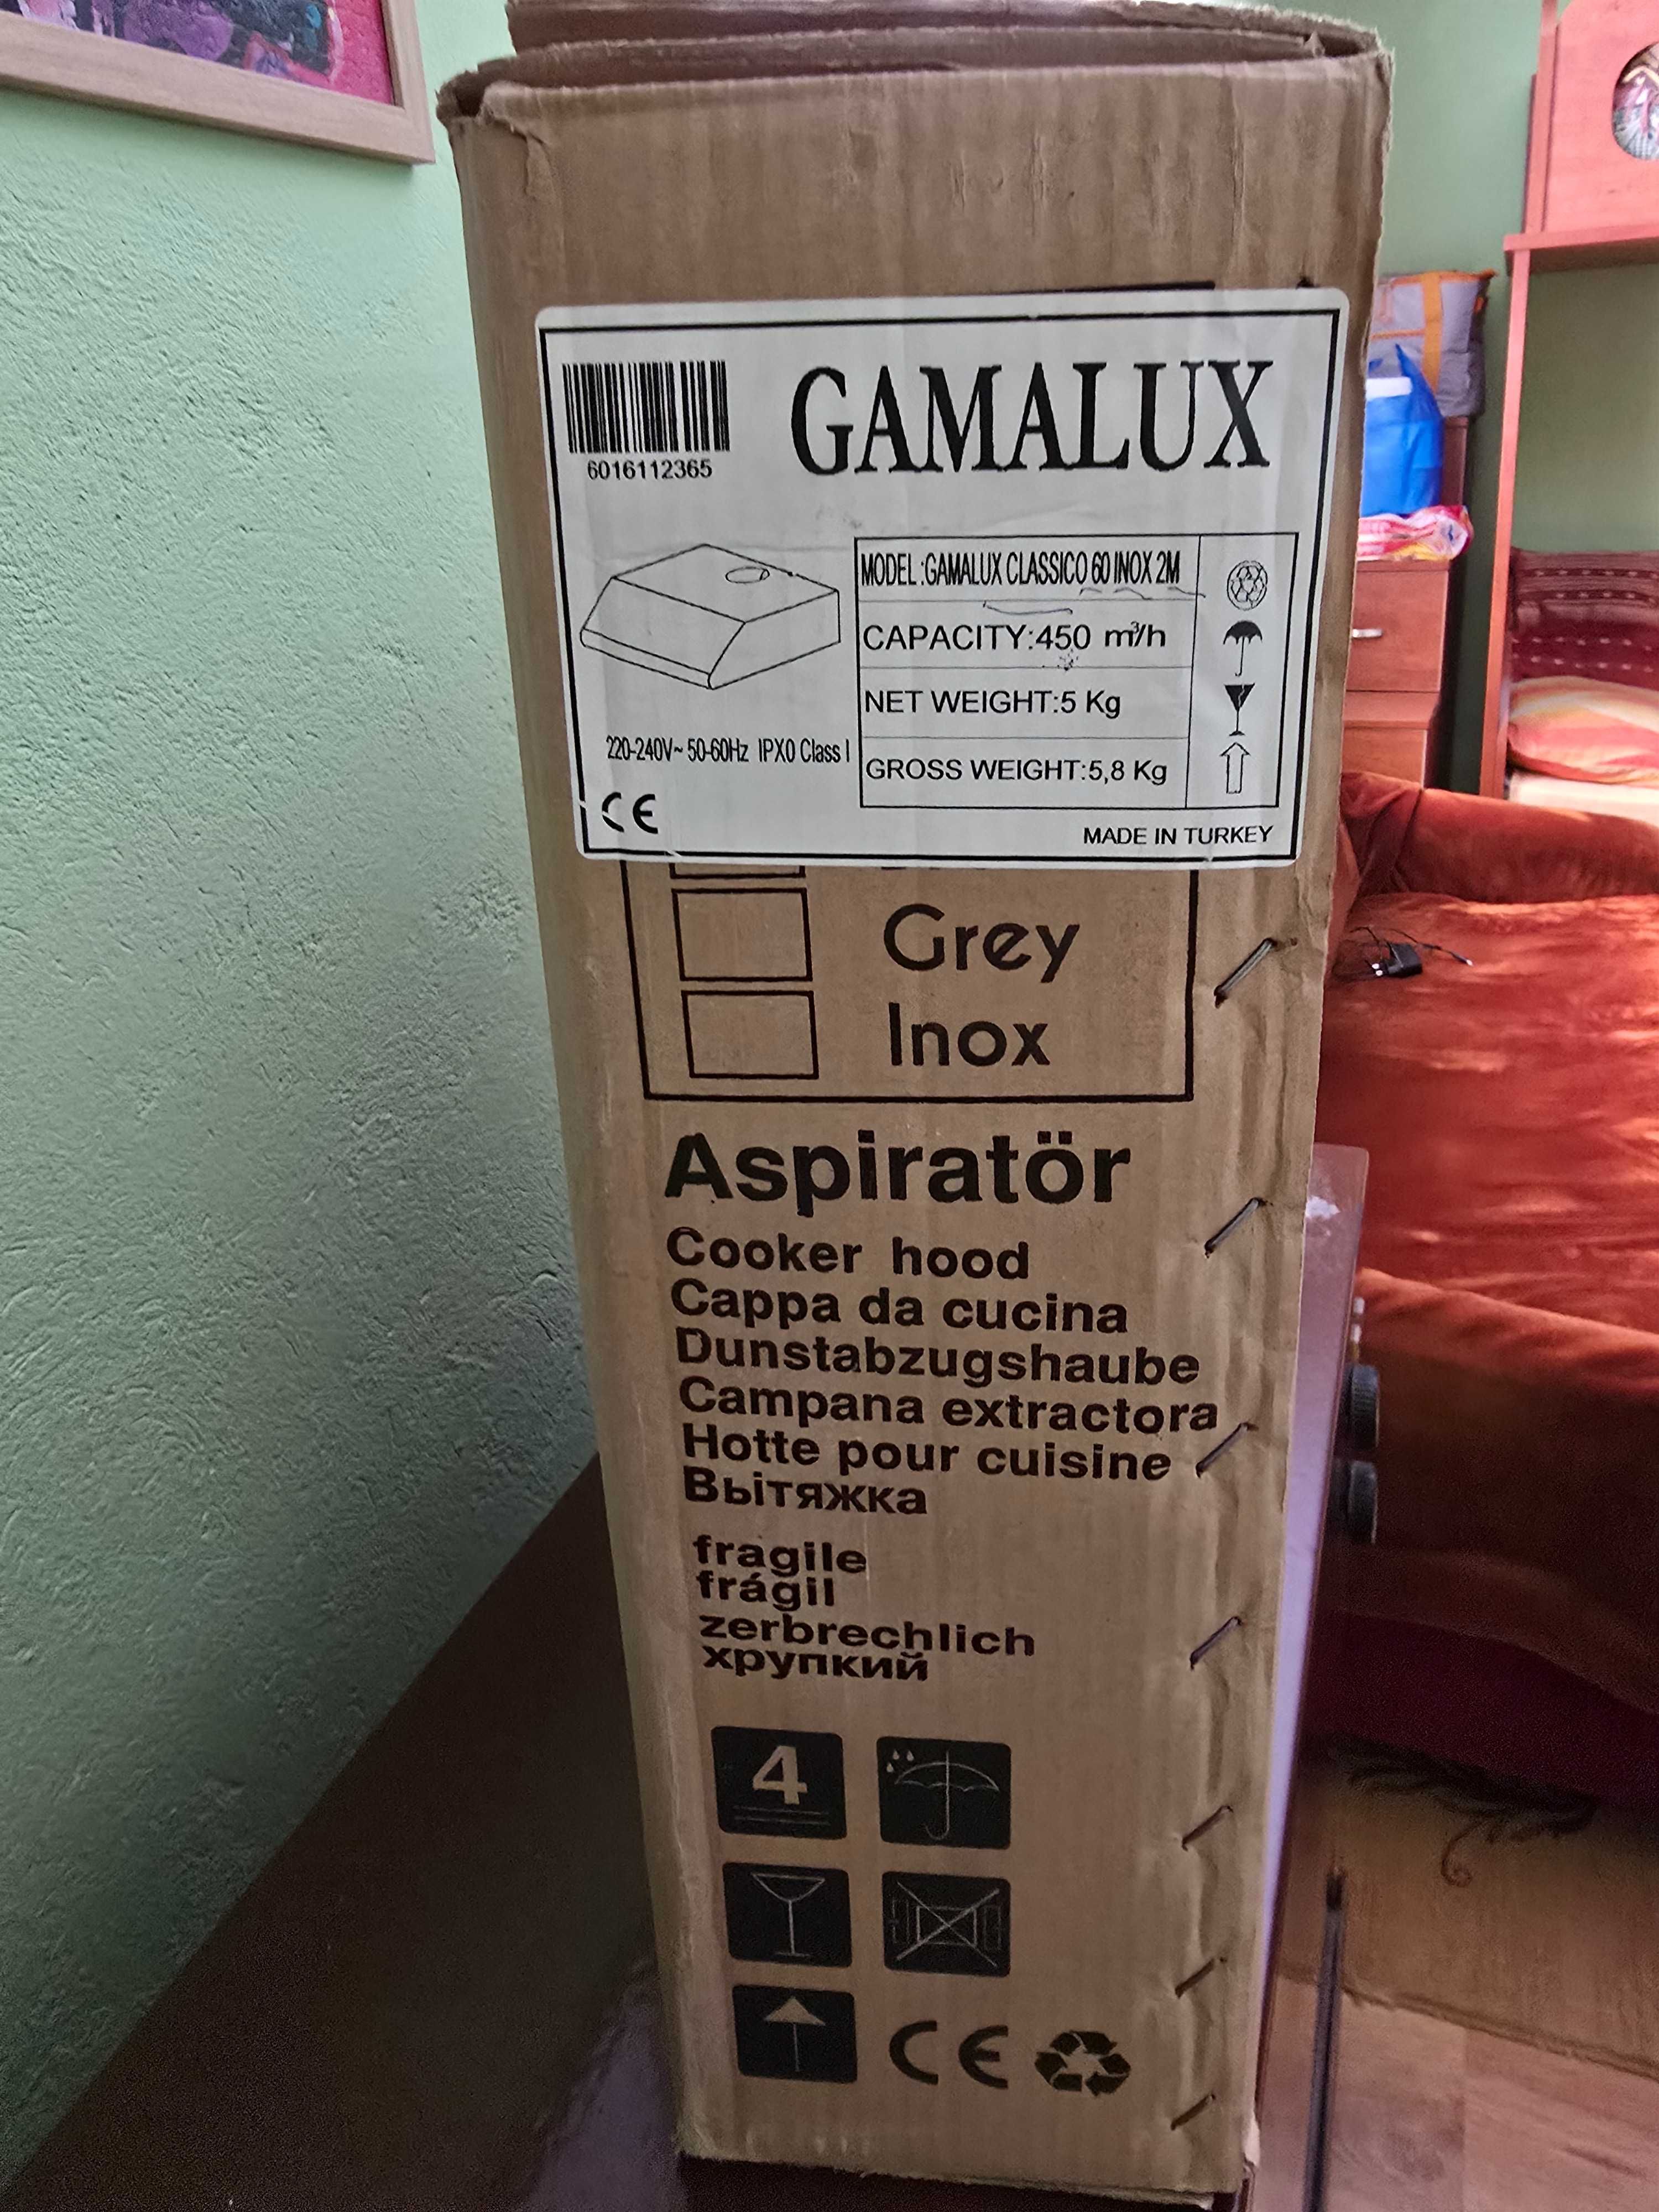 GAMALUX
6016112365
MODEL :GAMALUX CLASSICO 60 INOX 2M
CAPACITY:450 m³/h
NET WEIGHT:5 Kg
220-240V~ 50-60Hz IPX0 Class I
GROSS WEIGHT:5,8 Kg
CE
MADE IN TURKEY
Grey
Inox
Aspiratör
Cooker hood
Cappa da cucina
Dunstabzugshaube
Campana extractora
Hotte pour cuisine
Вьıтяжка
fragile
frágil
zerbrechlich
хрупкий
4
CE